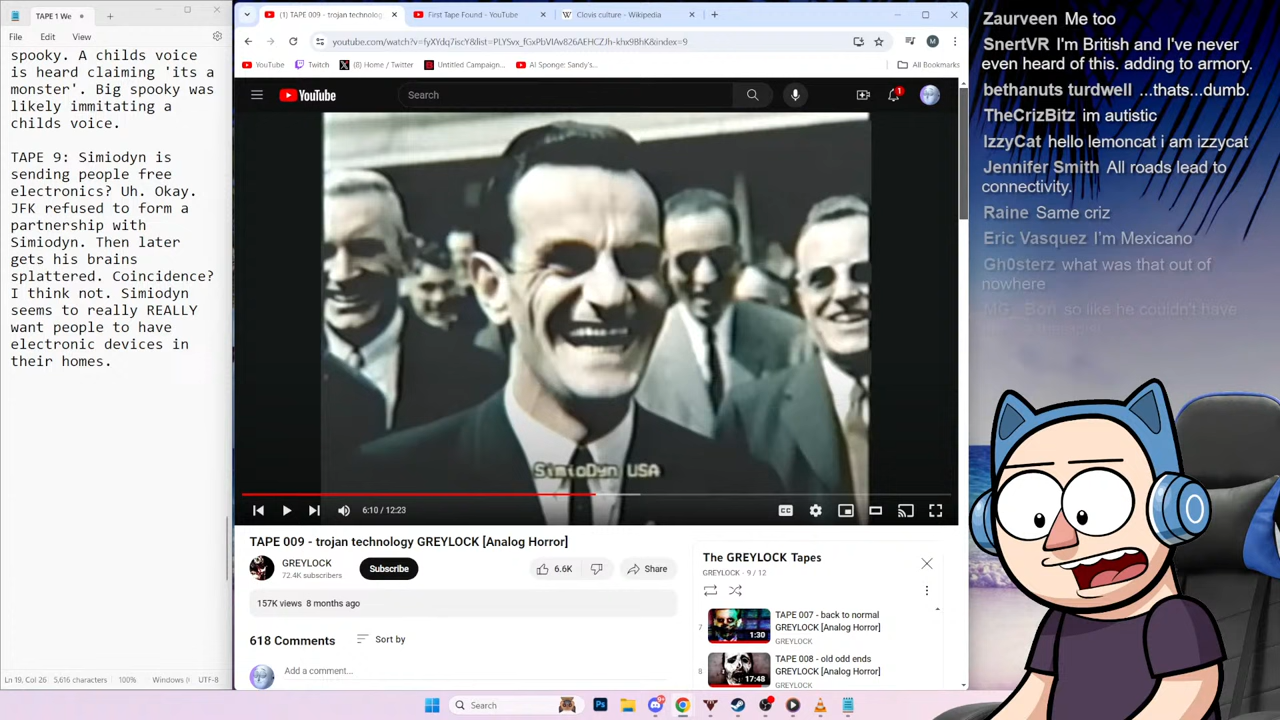 TAPE 1 We
File Edit View
spooky. A childs voice
is heard claiming 'its a
monster'. Big spooky was
likely immitating a
childs voice.
TAPE 9: Simiodyn is
sending people free
electronics? Uh. Okay.
JFK refused to form a
partnership with
Simiodyn. Then later
gets his brains
splattered. Coincidence?
I think not. Simiodyn
seems to really REALLY
want people to have
electronic devices in
their homes.
5,616 characters 100% UTF-8
(1) TAPE 009 - trojan technolog
First Tape Found - YouTube
Clovis culture - Wikipedia
youtube.com/watch?v=fyXYdq7iscY&list=PLYSvx_fGxPbVIAv826AEHCZJh-khx9BhK&index=9
M
YouTube Twitch (8) Home / Twitter Untitled Campaign... AI Sponge: Sandy's... All Bookmarks
YouTube
Search
1
SimioDyn USA
6:10 / 12:23
CC
TAPE 009 - trojan technology GREYLOCK [Analog Horror]
GREYLOCK
72.4K subscribers
Subscribe
6.6K
Share
157K views 8 months ago
618 Comments
Sort by
Add a comment...
The GREYLOCK Tapes
GREYLOCK - 9 / 12
7
1:30
TAPE 007 - back to normal
GREYLOCK [Analog Horror]
GREYLOCK
8
17:48
TAPE 008 - old odd ends
GREYLOCK [Analog Horror]
GREYLOCK
Search
Zaurveen Me too
SnertVR I'm British and I've never
even heard of this. adding to armory.
bethanuts turdwell ...thats...dumb.
TheCrizBitz im autistic
IzzyCat hello lemoncat i am izzycat
Jennifer Smith All roads lead to
connectivity.
Raine Same criz
Eric Vasquez I'm Mexicano
Gh0sterz what was that out of
nowhere
so like he couldn't have